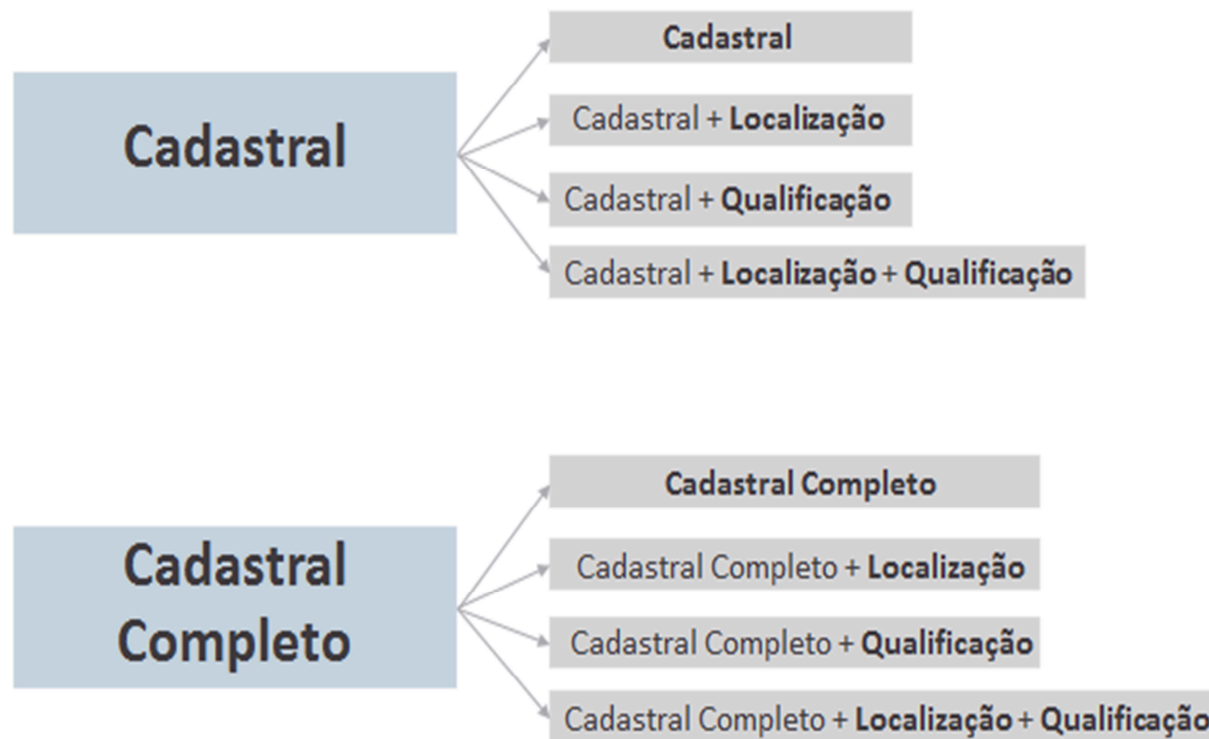 Cadastral
Cadastral
Cadastral + Localização
Cadastral + Qualificação
Cadastral + Localização + Qualificação
Cadastral
Completo
Cadastral Completo
Cadastral Completo + Localização
Cadastral Completo + Qualificação
Cadastral Completo + Localização + Qualificação